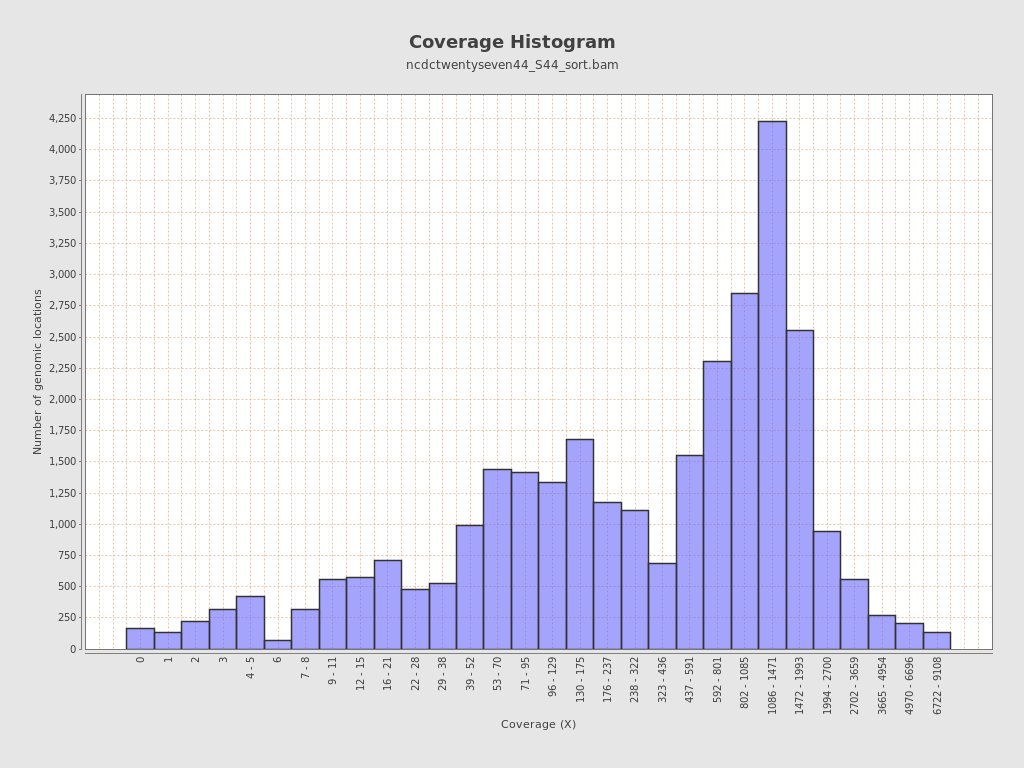 Coverage Histogram
ncdctwentyseven44_S44_sort.bam
Number of genomic locations
4,250
4,000
3,750
3,500
3,250
3,000
2,750
2,500
2,250
2,000
1,750
1,500
1,250
1,000
750
500
250
0
0
1
2
3
4 - 5
6
7 - 8
9 - 11
12 - 15
16 - 21
22 - 28
29 - 38
39 - 52
53 - 70
71 - 95
96 - 129
130 - 175
176 - 237
238 - 322
323 - 436
437 - 591
592 - 801
802 - 1085
1086 - 1471
1472 - 1993
1994 - 2700
2702 - 3659
3665 - 4954
4970 - 6696
6722 - 9108
Coverage (X)